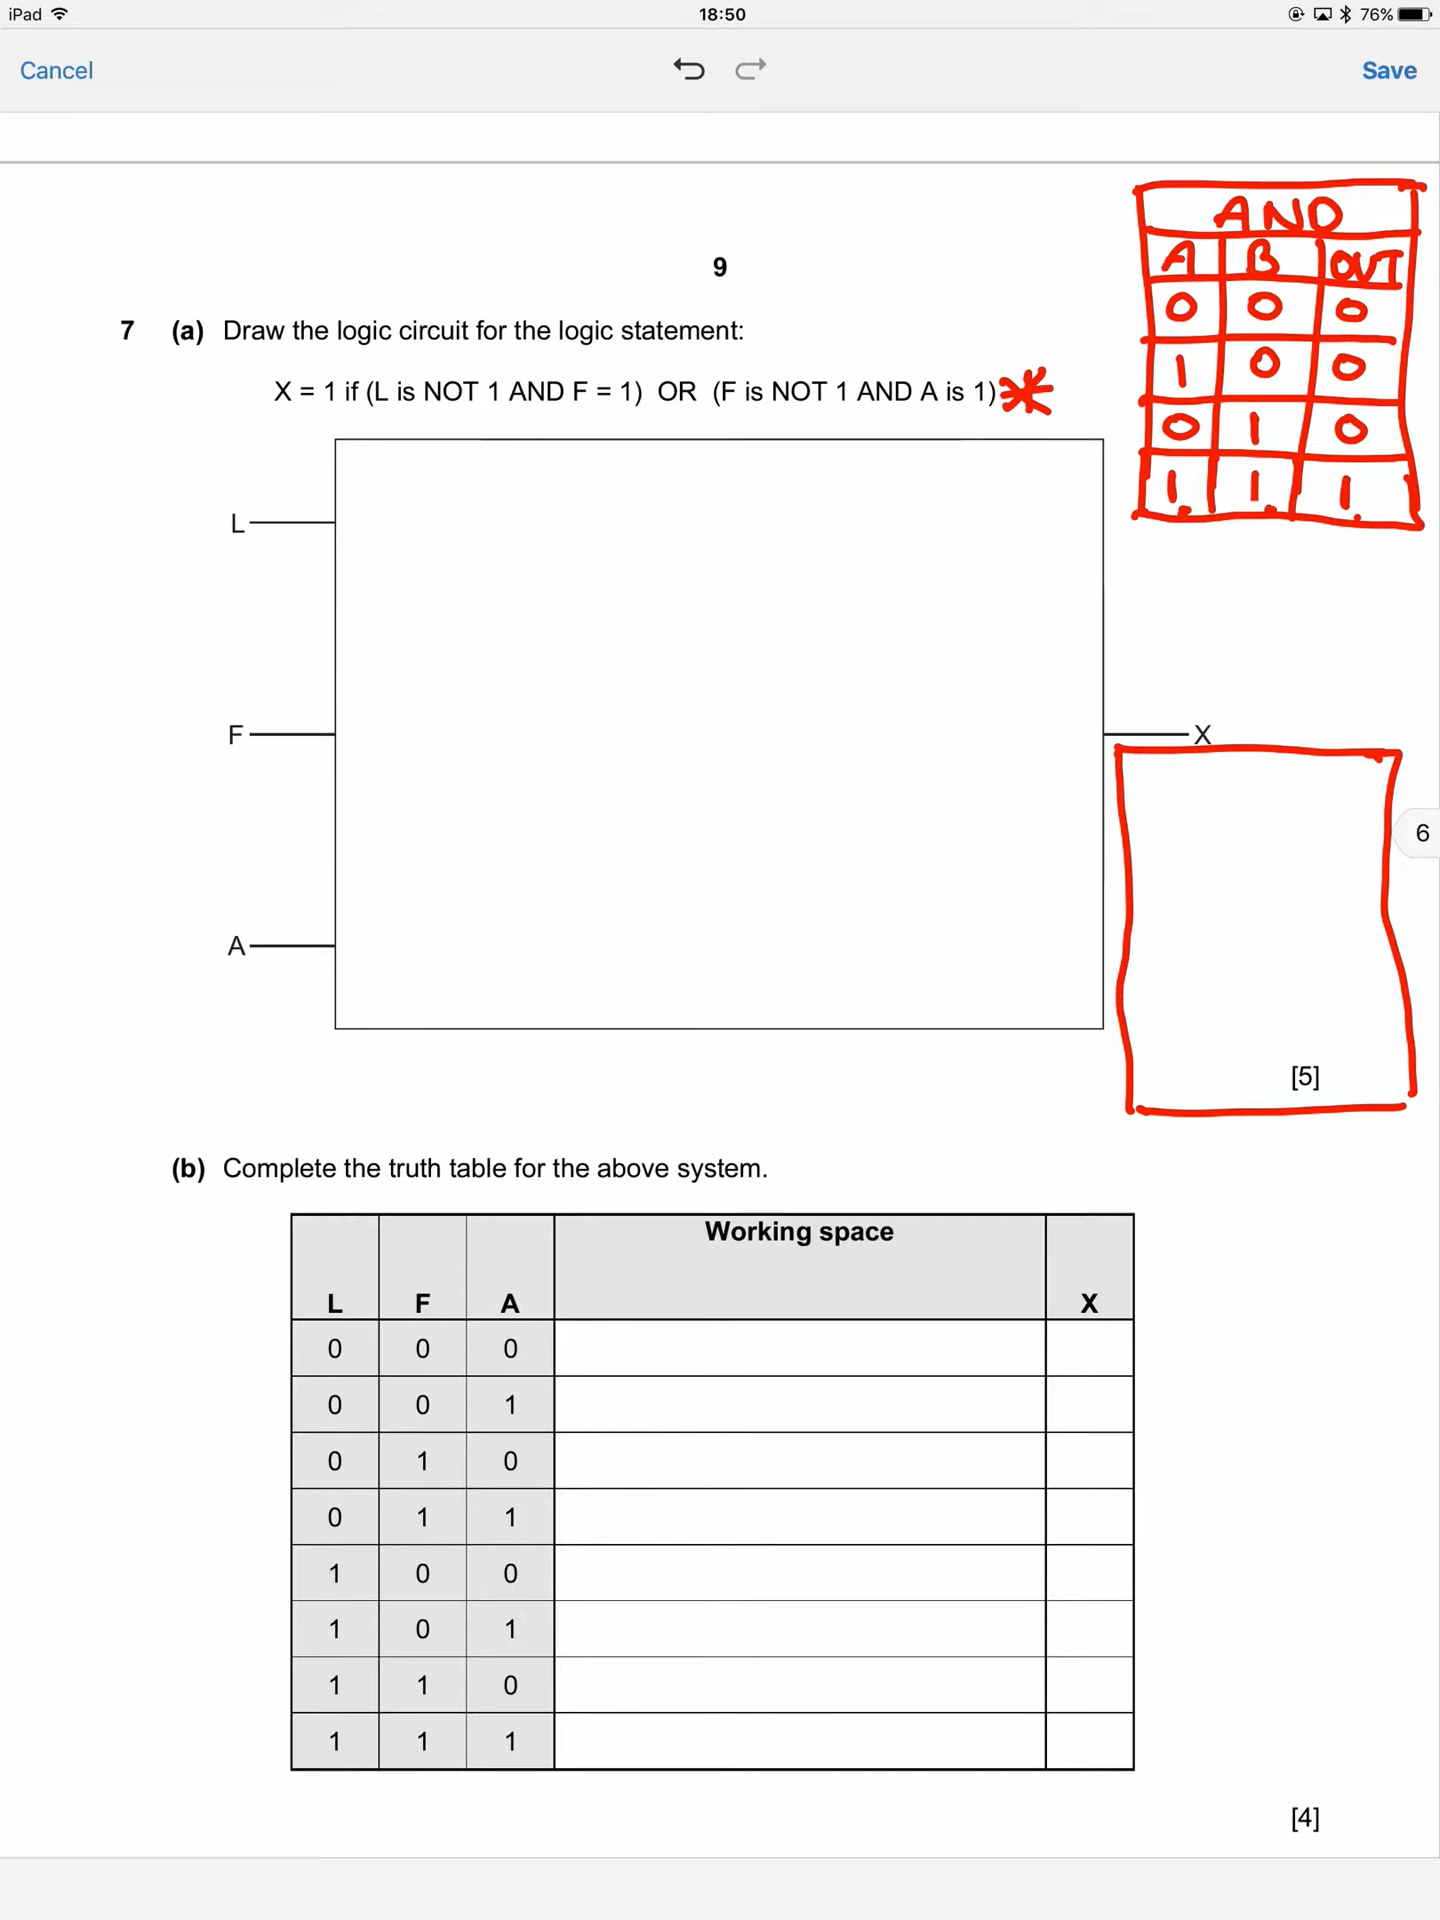 iPad 18:50 76%
Cancel Save
9
AND
A B OUT
0 0 0
1 0 0
0 1 0
1 1 1
7 (a) Draw the logic circuit for the logic statement:
X = 1 if (L is NOT 1 AND F = 1) OR (F is NOT 1 AND A is 1)
L
F
X
A
6
[5]
(b) Complete the truth table for the above system.
Working space
L F A X
0 0 0
0 0 1
0 1 0
0 1 1
1 0 0
1 0 1
1 1 0
1 1 1
[4]